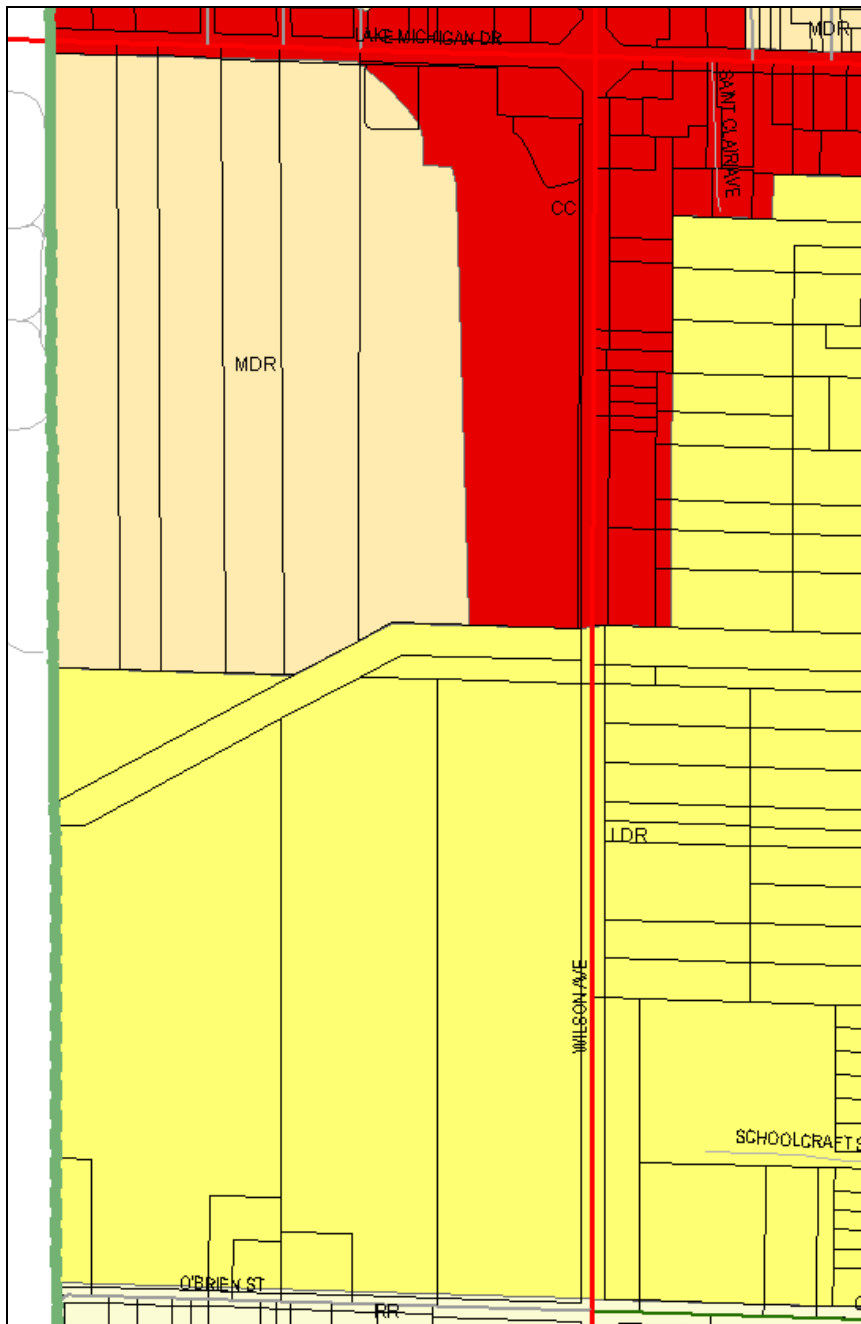 MDR
LAKE MICHIGAN DR
SAINT CLAIR AVE
CC
MDR
LDR
WILSON AVE
SCHOOLCRAFT S
O'BRIEN ST
RR